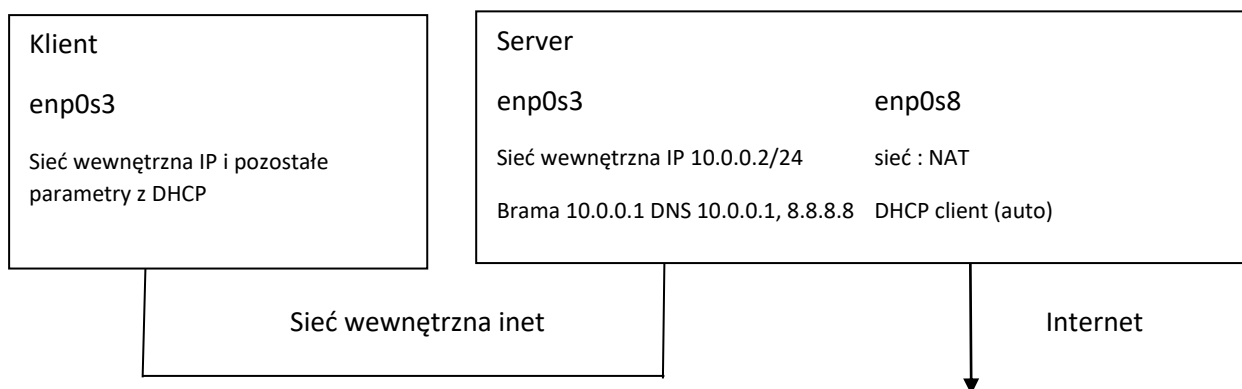 Klient
enp0s3
Sieć wewnętrzna IP i pozostałe
parametry z DHCP
Server
enp0s3 enp0s8
Sieć wewnętrzna IP 10.0.0.2/24 sieć : NAT
Brama 10.0.0.1 DNS 10.0.0.1, 8.8.8.8 DHCP client (auto)
Sieć wewnętrzna inet
Internet